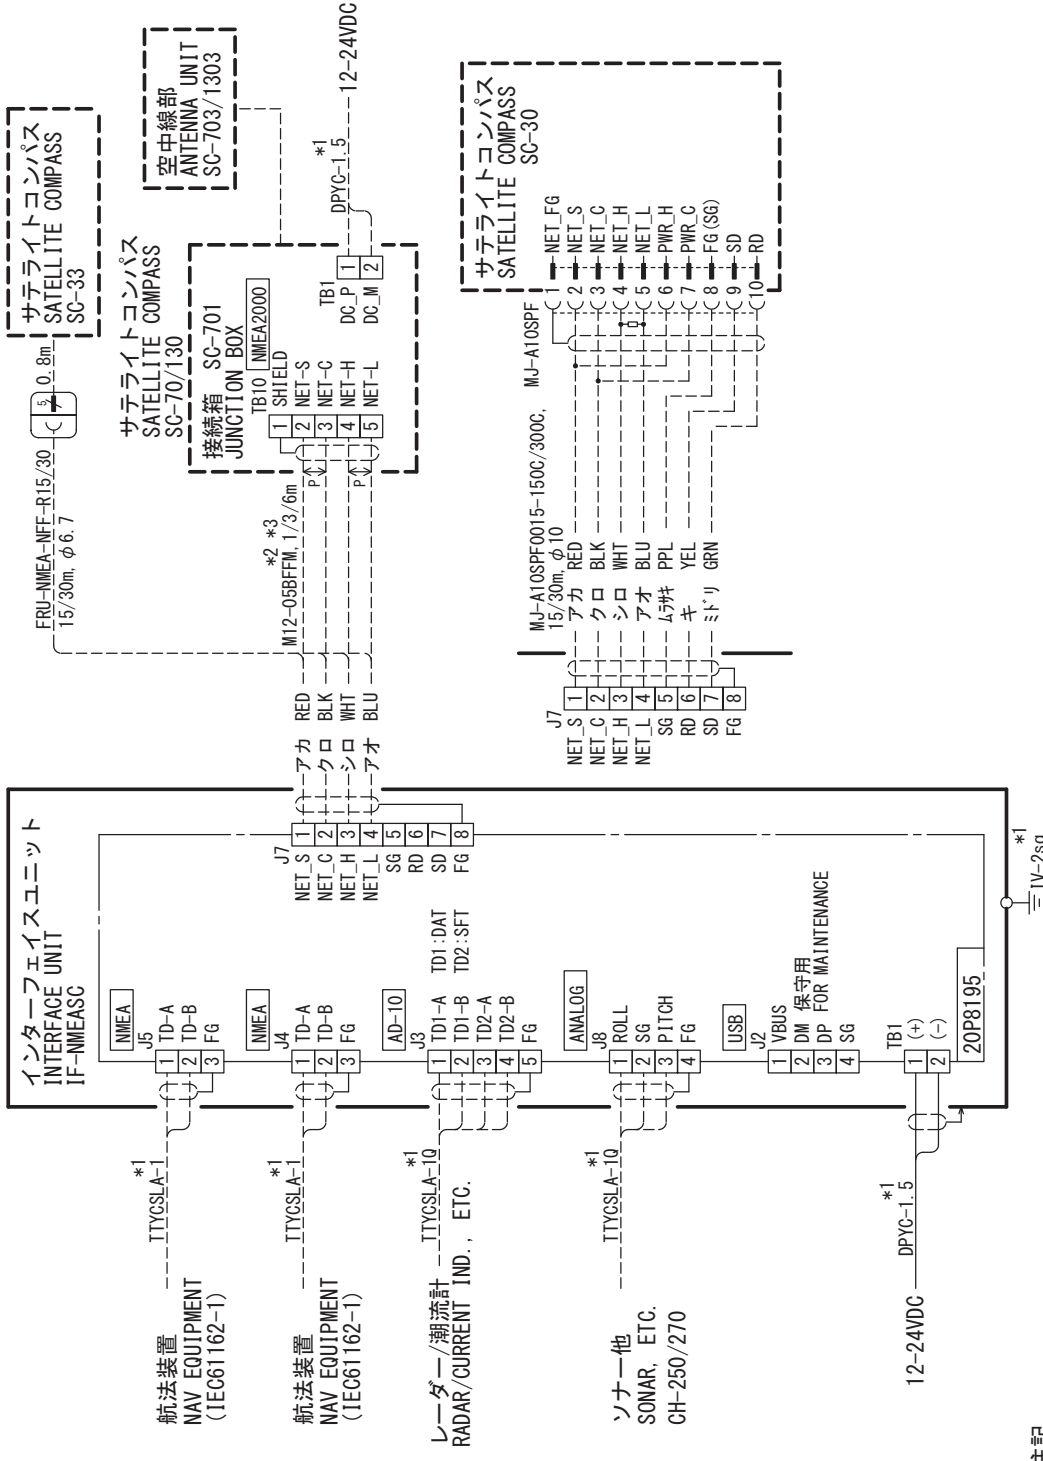 インターフェイスユニット
INTERFACE UNIT
IF-NMEASC
航法装置
NAV EQUIPMENT
(IEC61162-1)
TTYCSLA-1
*1
NMEA
J5
1 TD-A
2 TD-B
3 FG
航法装置
NAV EQUIPMENT
(IEC61162-1)
TTYCSLA-1
*1
NMEA
J4
1 TD-A
2 TD-B
3 FG
レーダー/潮流計
RADAR/CURRENT IND., ETC.
TTYCSLA-1Q
*1
AD-10
J3
1 TD1-A
2 TD1-B
3 TD2-A
4 TD2-B
5 FG
TD1:DAT
TD2:SFT
ソナー他
SONAR, ETC.
CH-250/270
TTYCSLA-1Q
*1
ANALOG
J8
1 ROLL
2 SG
3 PITCH
4 FG
USB
J2
1 VBUS
2 DM
3 DP
4 SG
保守用
FOR MAINTENANCE
12-24VDC
DPYC-1.5
*1
TB1
1 (+)
2 (-)
20P8195
IV-2sq
*1
J7
NET_S 1
NET_C 2
NET_H 3
NET_L 4
SG 5
RD 6
SD 7
FG 8
アカ RED
クロ BLK
シロ WHT
アオ BLU
FRU-NMEA-NFF-R15/30
15/30m, φ6.7
5
0.8m
サテライトコンパス
SATELLITE COMPASS
SC-33
M12-05BFFM, 1/3/6m
*2 *3
P
P
サテライトコンパス
SATELLITE COMPASS
SC-70/130
接続箱 SC-701
JUNCTION BOX
TB10 NMEA2000
1 SHIELD
2 NET-S
3 NET-C
4 NET-H
5 NET-L
TB1
DC_P 1
DC_M 2
DPYC-1.5
*1
12-24VDC
空中線部
ANTENNA UNIT
SC-703/1303
J7
NET_S 1
NET_C 2
NET_H 3
NET_L 4
SG 5
RD 6
SD 7
FG 8
MJ-A10SPF0015-150C/300C,
15/30m, φ10
アカ RED
クロ BLK
シロ WHT
アオ BLU
ムラサキ PPL
キ YEL
ミドリ GRN
MJ-A10SPF
サテライトコンパス
SATELLITE COMPASS
SC-30
1 NET_FG
2 NET_S
3 NET_C
4 NET_H
5 NET_L
6 PWR_H
7 PWR_C
8 FG(SG)
9 SD
10 RD